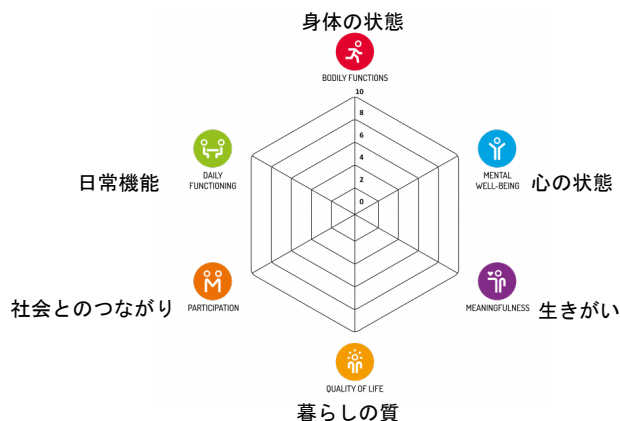 身体の状態
BODILY FUNCTIONS
10
8
6
4
2
0
日常機能
DAILY
FUNCTIONING
MENTAL
WELL-BEING
心の状態
社会とのつながり
PARTICIPATION
MEANINGFULNESS
生きがい
QUALITY OF LIFE
暮らしの質